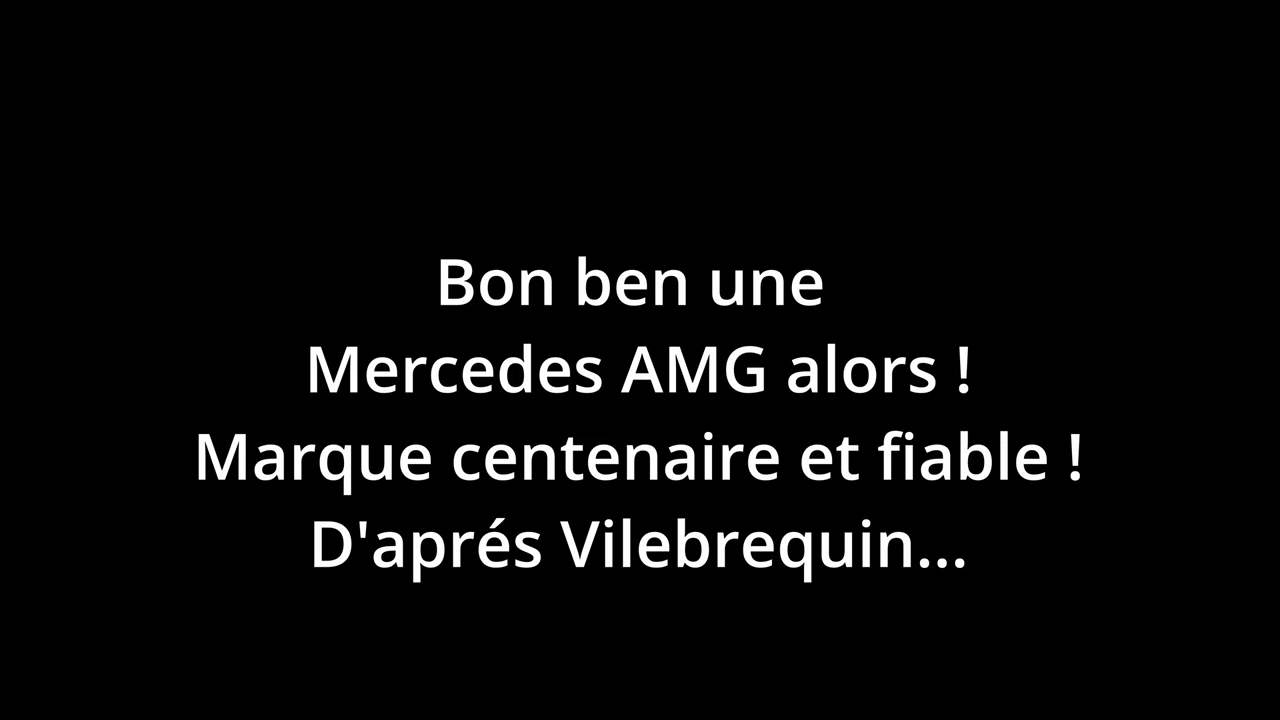 Bon ben une
Mercedes AMG alors !
Marque centenaire et fiable !
D'aprés Vilebrequin...